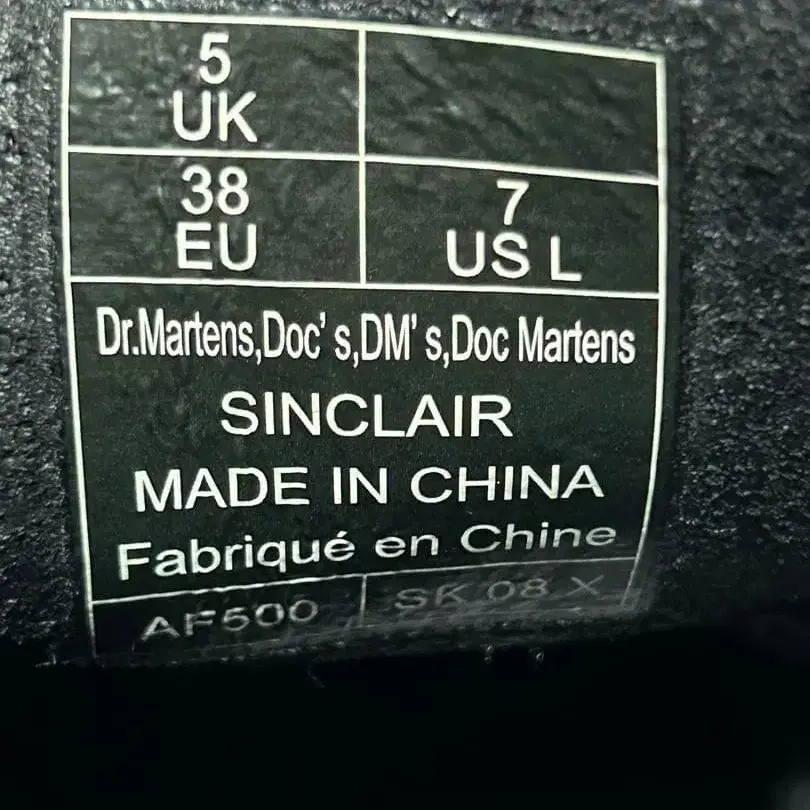 5
UK
38
EU
7
US L
Dr.Martens,Doc's,DM's,Doc Martens
SINCLAIR
MADE IN CHINA
Fabriqué en Chine
AF500
SK 08 X